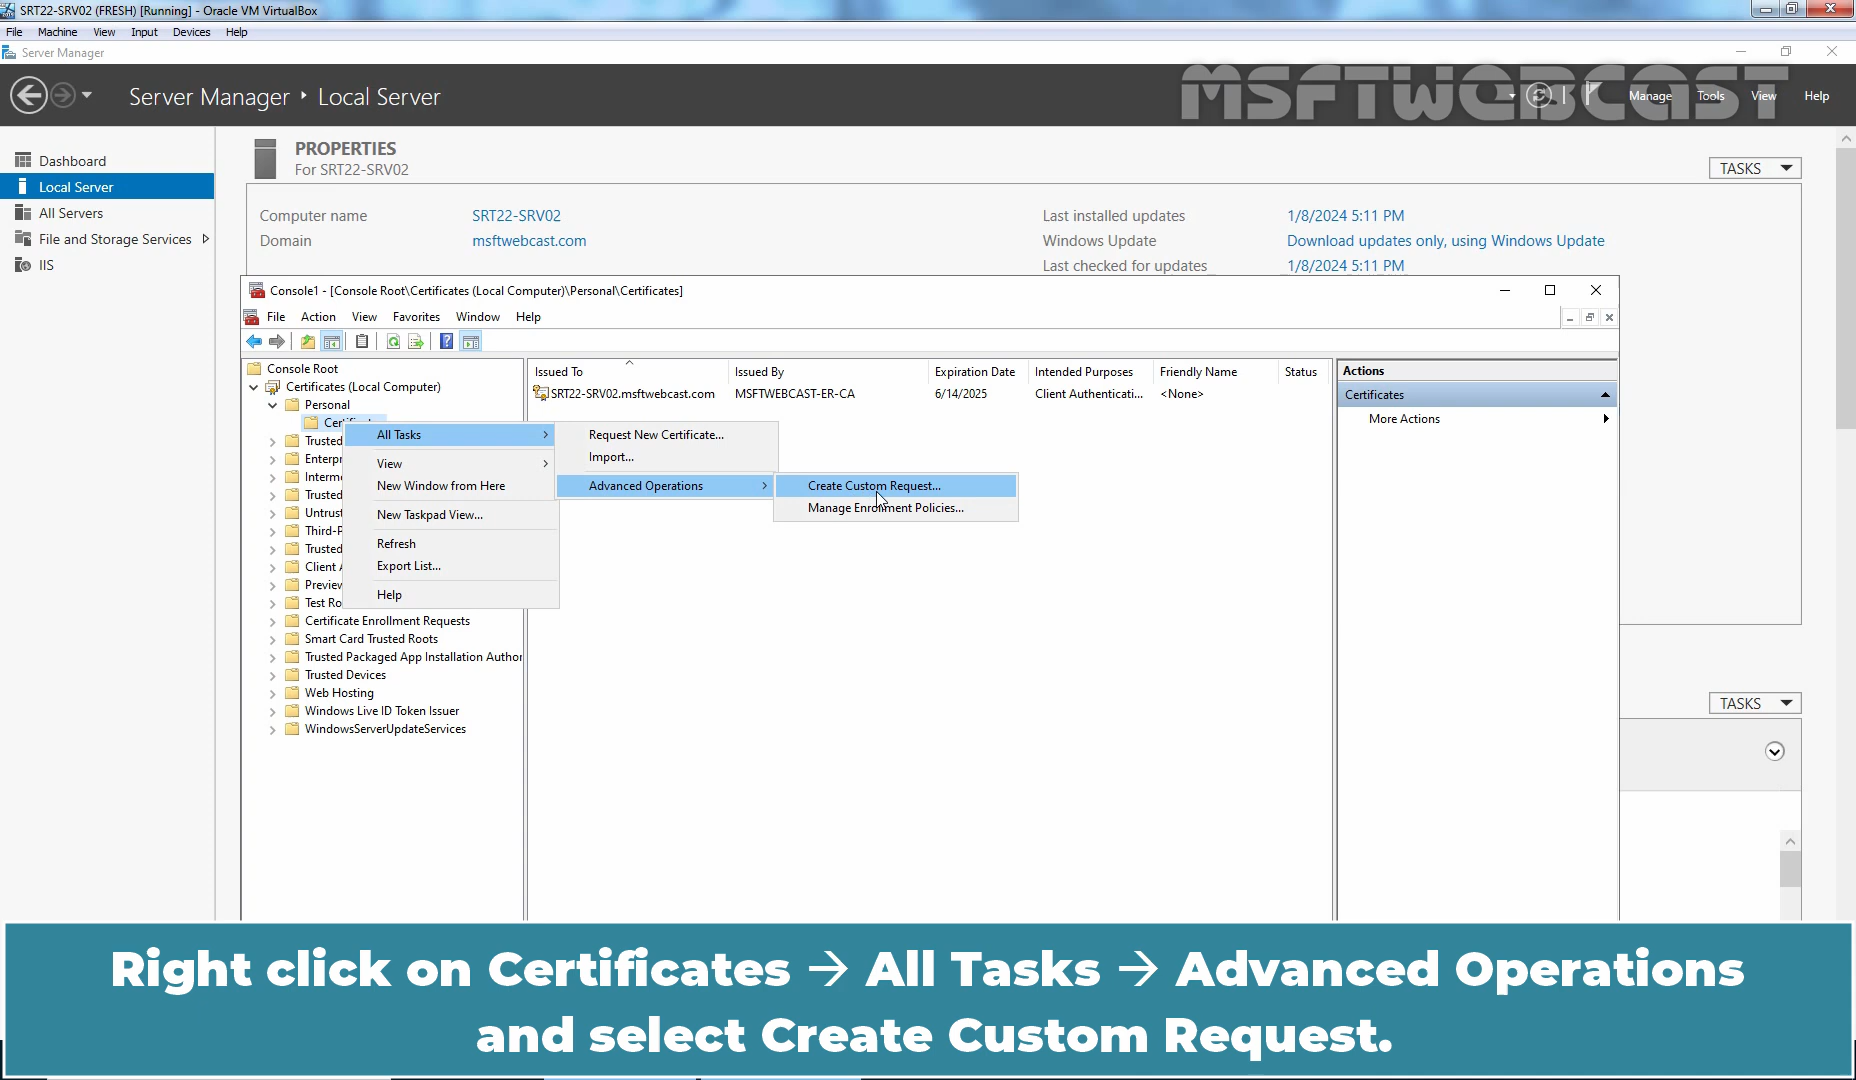 SRT22-SRV02 (FRESH) [Running] - Oracle VM VirtualBox
File Machine View Input Devices Help
Server Manager
Server Manager ‣ Local Server
MSFTWEBCAST
Manage Tools View Help
Dashboard
Local Server
All Servers
File and Storage Services
IIS
PROPERTIES
For SRT22-SRV02
TASKS
Computer name SRT22-SRV02
Domain msftwebcast.com
Last installed updates 1/8/2024 5:11 PM
Windows Update Download updates only, using Windows Update
Last checked for updates 1/8/2024 5:11 PM
Console1 - [Console Root\Certificates (Local Computer)\Personal\Certificates]
File Action View Favorites Window Help
Console Root
Certificates (Local Computer)
Personal
Certificat
Trusted
Enterpr
Interme
Trusted
Untrust
Third-P
Trusted
Client A
Preview
Test Ro
Certificate Enrollment Requests
Smart Card Trusted Roots
Trusted Packaged App Installation Author
Trusted Devices
Web Hosting
Windows Live ID Token Issuer
WindowsServerUpdateServices
Issued To Issued By Expiration Date Intended Purposes Friendly Name Status
SRT22-SRV02.msftwebcast.com MSFTWEBCAST-ER-CA 6/14/2025 Client Authenticati... <None>
Actions
Certificates
More Actions
All Tasks
View
New Window from Here
New Taskpad View...
Refresh
Export List...
Help
Request New Certificate...
Import...
Advanced Operations
Create Custom Request...
Manage Enrollment Policies...
TASKS
Right click on Certificates → All Tasks → Advanced Operations
and select Create Custom Request.